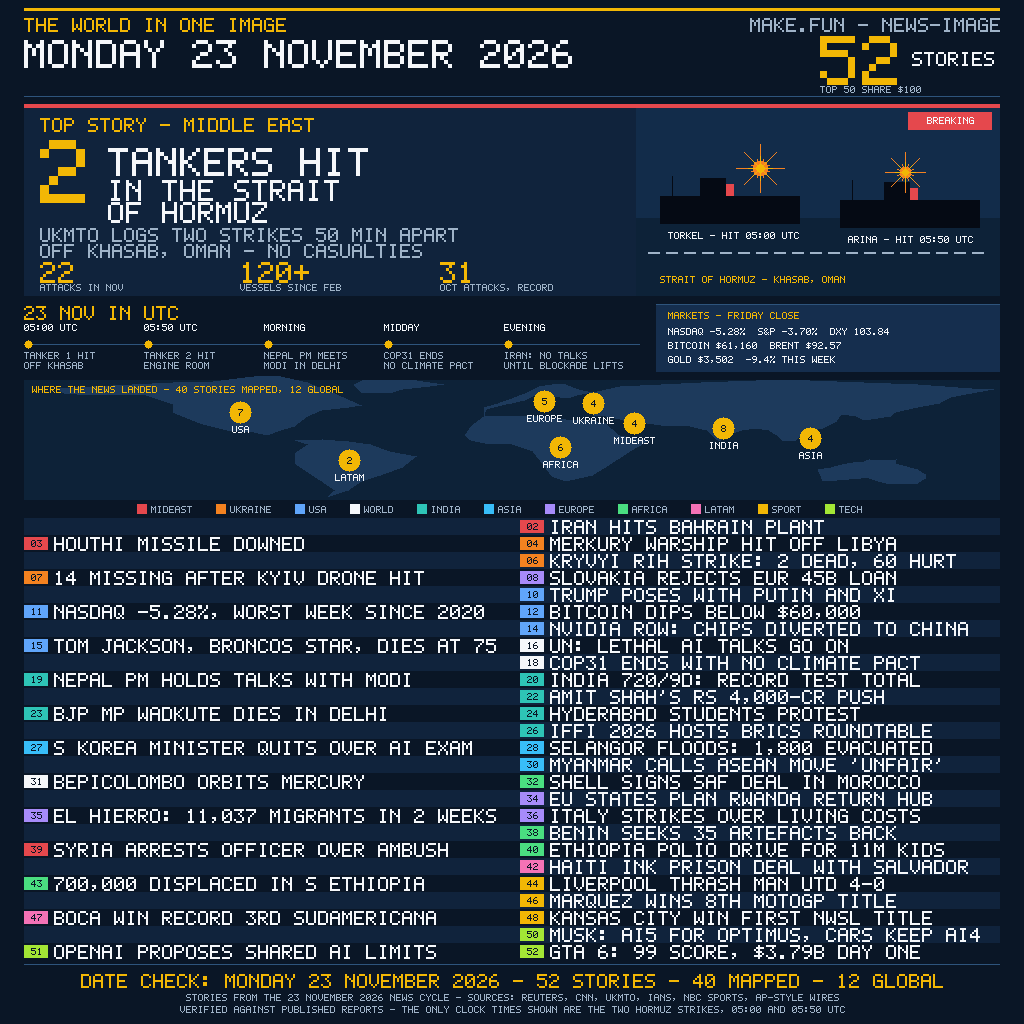 THE WORLD IN ONE IMAGE
MAKE.FUN - NEWS-IMAGE
MONDAY 23 NOVEMBER 2026
52 STORIES
TOP 50 SHARE $100
TOP STORY - MIDDLE EAST
BREAKING
2 TANKERS HIT
IN THE STRAIT
OF HORMUZ
UKMTO LOGS TWO STRIKES 50 MIN APART
OFF KHASAB, OMAN - NO CASUALTIES
22
ATTACKS IN NOV
120+
VESSELS SINCE FEB
31
OCT ATTACKS, RECORD
TORKEL - HIT 05:00 UTC
ARINA - HIT 05:50 UTC
STRAIT OF HORMUZ - KHASAB, OMAN
23 NOV IN UTC
05:00 UTC
TANKER 1 HIT
OFF KHASAB
05:50 UTC
TANKER 2 HIT
ENGINE ROOM
MORNING
NEPAL PM MEETS
MODI IN DELHI
MIDDAY
COP31 ENDS
NO CLIMATE PACT
EVENING
IRAN: NO TALKS
UNTIL BLOCKADE LIFTS
MARKETS - FRIDAY CLOSE
NASDAQ -5.28% S&P -3.70% DXY 103.84
BITCOIN $61,160 BRENT $92.57
GOLD $3,502 -9.4% THIS WEEK
WHERE THE NEWS LANDED - 40 STORIES MAPPED, 12 GLOBAL
7
USA
2
LATAM
5
EUROPE
4
UKRAINE
4
MIDEAST
6
AFRICA
8
INDIA
4
ASIA
MIDEAST
UKRAINE
USA
WORLD
INDIA
ASIA
EUROPE
AFRICA
LATAM
SPORT
TECH
02 IRAN HITS BAHRAIN PLANT
03 HOUTHI MISSILE DOWNED
04 MERKURY WARSHIP HIT OFF LIBYA
06 KRYVYI RIH STRIKE: 2 DEAD, 60 HURT
07 14 MISSING AFTER KYIV DRONE HIT
08 SLOVAKIA REJECTS EUR 45B LOAN
10 TRUMP POSES WITH PUTIN AND XI
11 NASDAQ -5.28%, WORST WEEK SINCE 2020
12 BITCOIN DIPS BELOW $60,000
14 NVIDIA ROW: CHIPS DIVERTED TO CHINA
15 TOM JACKSON, BRONCOS STAR, DIES AT 75
16 UN: LETHAL AI TALKS GO ON
18 COP31 ENDS WITH NO CLIMATE PACT
19 NEPAL PM HOLDS TALKS WITH MODI
20 INDIA 720/9D: RECORD TEST TOTAL
22 AMIT SHAH'S RS 4,000-CR PUSH
23 BJP MP WADKUTE DIES IN DELHI
24 HYDERABAD STUDENTS PROTEST
26 IFFI 2026 HOSTS BRICS ROUNDTABLE
27 S KOREA MINISTER QUITS OVER AI EXAM
28 SELANGOR FLOODS: 1,800 EVACUATED
30 MYANMAR CALLS ASEAN MOVE 'UNFAIR'
31 BEPICOLOMBO ORBITS MERCURY
32 SHELL SIGNS SAF DEAL IN MOROCCO
34 EU STATES PLAN RWANDA RETURN HUB
35 EL HIERRO: 11,037 MIGRANTS IN 2 WEEKS
36 ITALY STRIKES OVER LIVING COSTS
38 BENIN SEEKS 35 ARTEFACTS BACK
39 SYRIA ARRESTS OFFICER OVER AMBUSH
40 ETHIOPIA POLIO DRIVE FOR 11M KIDS
42 HAITI INK PRISON DEAL WITH SALVADOR
43 700,000 DISPLACED IN S ETHIOPIA
44 LIVERPOOL THRASH MAN UTD 4-0
46 MARQUEZ WINS 8TH MOTOGP TITLE
47 BOCA WIN RECORD 3RD SUDAMERICANA
48 KANSAS CITY WIN FIRST NWSL TITLE
50 MUSK: AI5 FOR OPTIMUS, CARS KEEP AI4
51 OPENAI PROPOSES SHARED AI LIMITS
52 GTA 6: 99 SCORE, $3.79B DAY ONE
DATE CHECK: MONDAY 23 NOVEMBER 2026 - 52 STORIES - 40 MAPPED - 12 GLOBAL
STORIES FROM THE 23 NOVEMBER 2026 NEWS CYCLE - SOURCES: REUTERS, CNN, UKMTO, IANS, NBC SPORTS, AP-STYLE WIRES
VERIFIED AGAINST PUBLISHED REPORTS - THE ONLY CLOCK TIMES SHOWN ARE THE TWO HORMUZ STRIKES, 05:00 AND 05:50 UTC